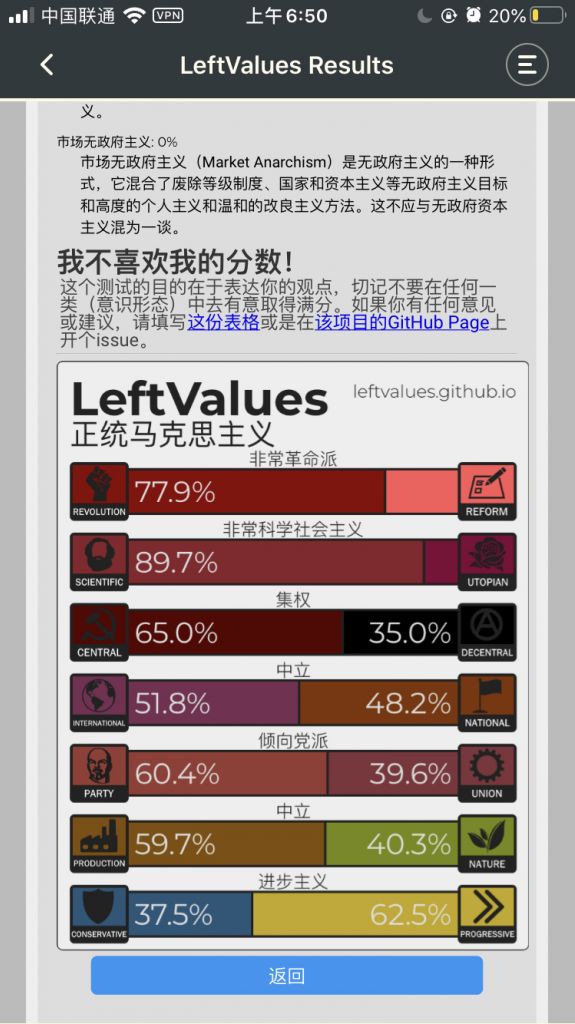 中国联通 VPN 上午6:50 20%
LeftValues Results
义。
市场无政府主义: 0%
市场无政府主义（Market Anarchism）是无政府主义的一种形
式，它混合了废除等级制度、国家和资本主义等无政府主义目标
和高度的个人主义和温和的改良主义方法。这不应与无政府资本
主义混为一谈。
我不喜欢我的分数！
这个测试的目的在于表达你的观点，切记不要在任何一
类（意识形态）中去有意取得满分。如果你有任何意见
或建议，请填写这份表格或是在该项目的GitHub Page上
开个issue。
LeftValues leftvalues.github.io
正统马克思主义
非常革命派
REVOLUTION 77.9% REFORM
非常科学社会主义
SCIENTIFIC 89.7% UTOPIAN
集权
CENTRAL 65.0% 35.0% DECENTRAL
中立
INTERNATIONAL 51.8% 48.2% NATIONAL
倾向党派
PARTY 60.4% 39.6% UNION
中立
PRODUCTION 59.7% 40.3% NATURE
进步主义
CONSERVATIVE 37.5% 62.5% PROGRESSIVE
返回